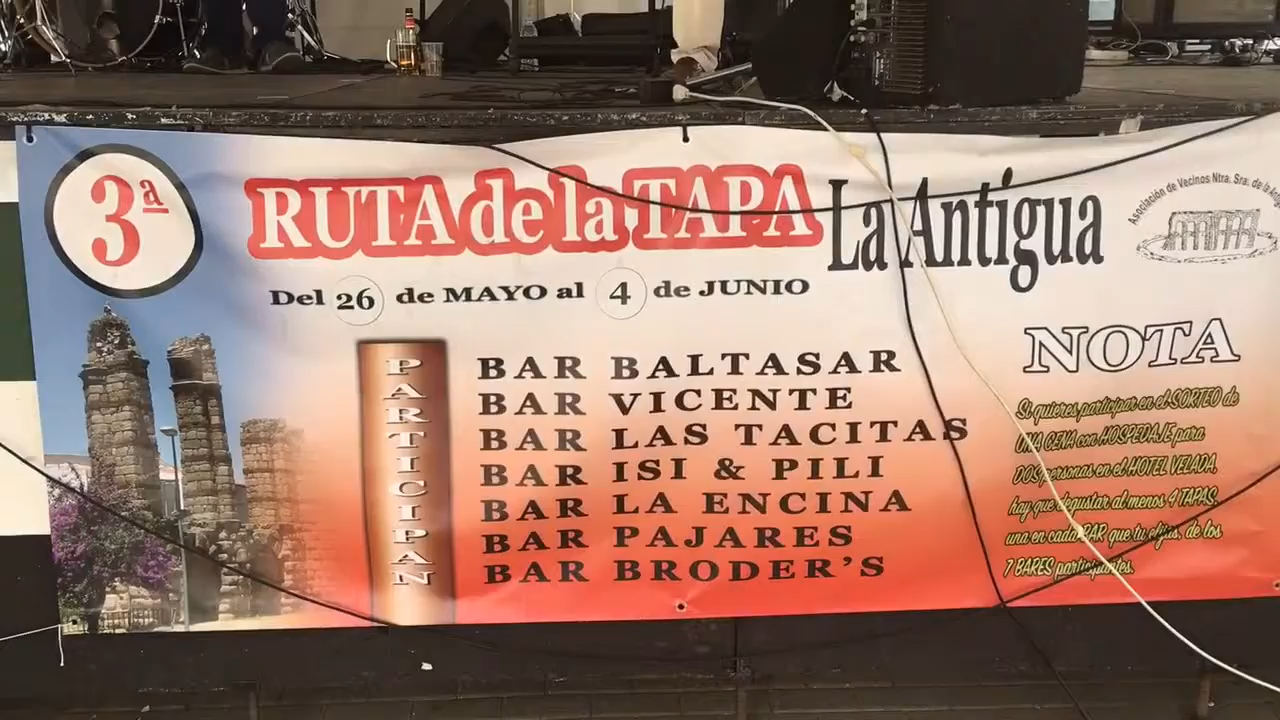 3ª
RUTA de la TAPA La Antigua
Asociación de Vecinos Ntra. Sra. de la
Del 26 de MAYO al 4 de JUNIO
PARTICIPAN
BAR BALTASAR
BAR VICENTE
BAR LAS TACITAS
BAR ISI & PILI
BAR LA ENCINA
BAR PAJARES
BAR BRODER'S
NOTA
Si quieres participar en el SORTEO de
UNA CENA con HOSPEDAJE para
DOS personas en el HOTEL VELADA,
hay que degustar al menos 4 TAPAS,
una en cada BAR que tu elijas, de los
7 BARES participantes.